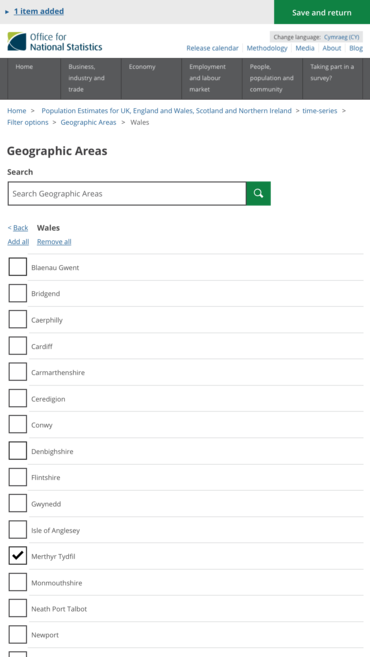 1 item added
Save and return
Office for
National Statistics
Change language: Cymraeg (CY)
Release calendar Methodology Media About Blog
Home
Business, industry and trade
Economy
Employment and labour market
People, population and community
Taking part in a survey?
Home > Population Estimates for UK, England and Wales, Scotland and Northern Ireland > time-series >
Filter options > Geographic Areas > Wales
Geographic Areas
Search
Search Geographic Areas
< Back Wales
Add all Remove all
Blaenau Gwent
Bridgend
Caerphilly
Cardiff
Carmarthenshire
Ceredigion
Conwy
Denbighshire
Flintshire
Gwynedd
Isle of Anglesey
Merthyr Tydfil
Monmouthshire
Neath Port Talbot
Newport